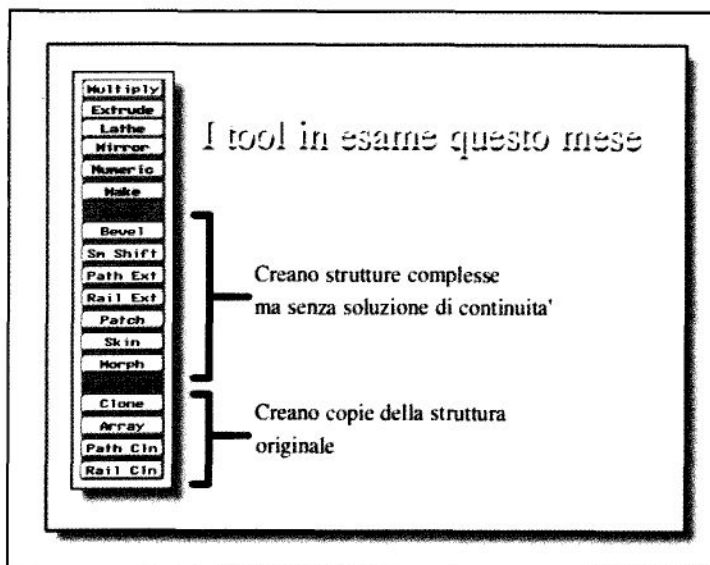 Multiply
Extrude
Lathe
Mirror
Numeric
Make
Bevel
Sm Shift
Path Ext
Rail Ext
Patch
Skin
Morph
Clone
Array
Path Cln
Rail Cln
I tool in esame questo mese
Creano strutture complesse
ma senza soluzione di continuita'
Creano copie della struttura
originale